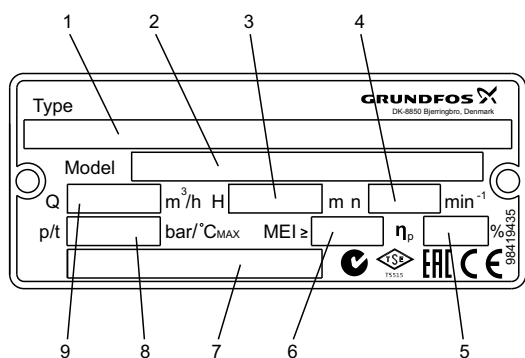 1 2 3 4
Type
GRUNDFOS
DK-8850 Bjerringbro, Denmark
Model
Q m³/h H m n min⁻¹
p/t bar/°CMAX MEI ≥ ηp %
98419435
TSE
T5515
EAC CE
9 8 7 6 5